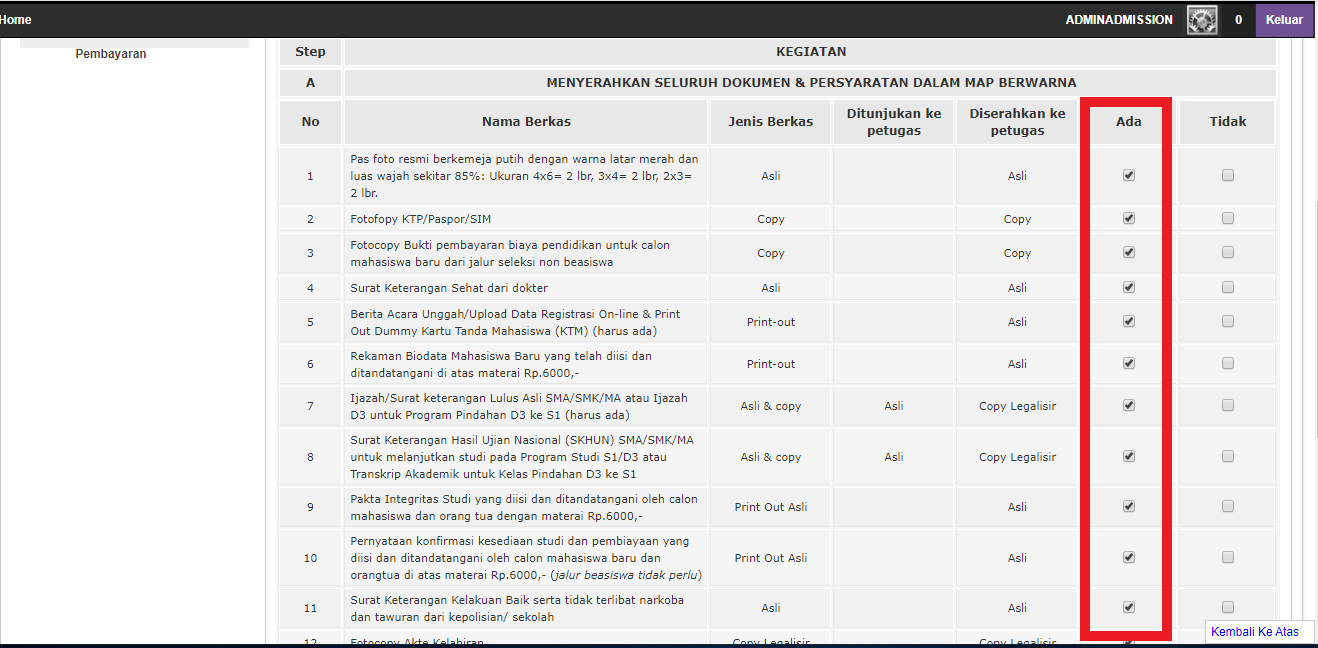 Home
ADMINADMISSION
0
Keluar
Pembayaran
Step
KEGIATAN
A
MENYERAHKAN SELURUH DOKUMEN & PERSYARATAN DALAM MAP BERWARNA
No
Nama Berkas
Jenis Berkas
Ditunjukan ke
petugas
Diserahkan ke
petugas
Ada
Tidak
1
Pas foto resmi berkemeja putih dengan warna latar merah dan
luas wajah sekitar 85%: Ukuran 4x6= 2 lbr, 3x4= 2 lbr, 2x3=
2 lbr.
Asli
Asli
2
Fotofopy KTP/Paspor/SIM
Copy
Copy
3
Fotocopy Bukti pembayaran biaya pendidikan untuk calon
mahasiswa baru dari jalur seleksi non beasiswa
Copy
Copy
4
Surat Keterangan Sehat dari dokter
Asli
Asli
5
Berita Acara Unggah/Upload Data Registrasi On-line & Print
Out Dummy Kartu Tanda Mahasiswa (KTM) (harus ada)
Print-out
Asli
6
Rekaman Biodata Mahasiswa Baru yang telah diisi dan
ditandatangani di atas materai Rp.6000,-
Print-out
Asli
7
Ijazah/Surat keterangan Lulus Asli SMA/SMK/MA atau Ijazah
D3 untuk Program Pindahan D3 ke S1 (harus ada)
Asli & copy
Asli
Copy Legalisir
8
Surat Keterangan Hasil Ujian Nasional (SKHUN) SMA/SMK/MA
untuk melanjutkan studi pada Program Studi S1/D3 atau
Transkrip Akademik untuk Kelas Pindahan D3 ke S1
Asli & copy
Asli
Copy Legalisir
9
Pakta Integritas Studi yang diisi dan ditandatangani oleh calon
mahasiswa dan orang tua dengan materai Rp.6000,-
Print Out Asli
Asli
10
Pernyataan konfirmasi kesediaan studi dan pembiayaan yang
diisi dan ditandatangani oleh calon mahasiswa baru dan
orangtua di atas materai Rp.6000,- (jalur beasiswa tidak perlu)
Print Out Asli
Asli
11
Surat Keterangan Kelakuan Baik serta tidak terlibat narkoba
dan tawuran dari kepolisian/ sekolah
Asli
Asli
12
Fotocopy Akte Kelahiran
Copy Legalisir
Copy Legalisir
Kembali Ke Atas